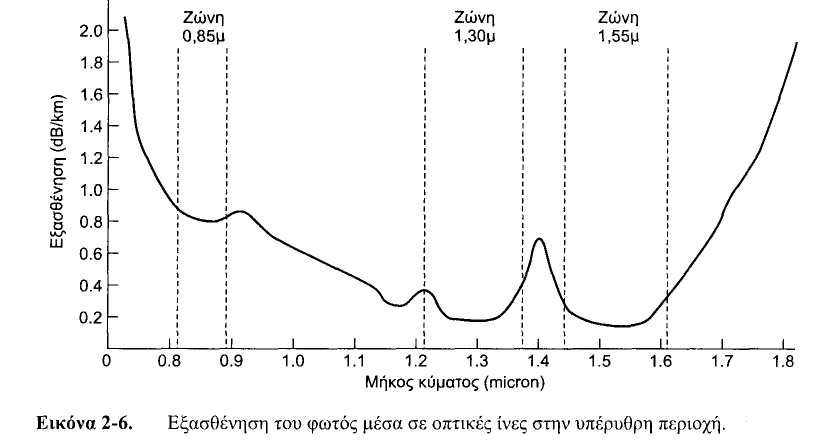 Ζώνη Ζώνη Ζώνη
0,85μ 1,30μ 1,55μ
2.0
1.8
1.6
1.4
1.2
1.0
0.8
0.6
0.4
0.2
Εξασθένηση (dB/km)
0 0.8 0.9 1.0 1.1 1.2 1.3 1.4 1.5 1.6 1.7 1.8
Μήκος κύματος (micron)
Εικόνα 2-6. Εξασθένηση του φωτός μέσα σε οπτικές ίνες στην υπέρυθρη περιοχή.